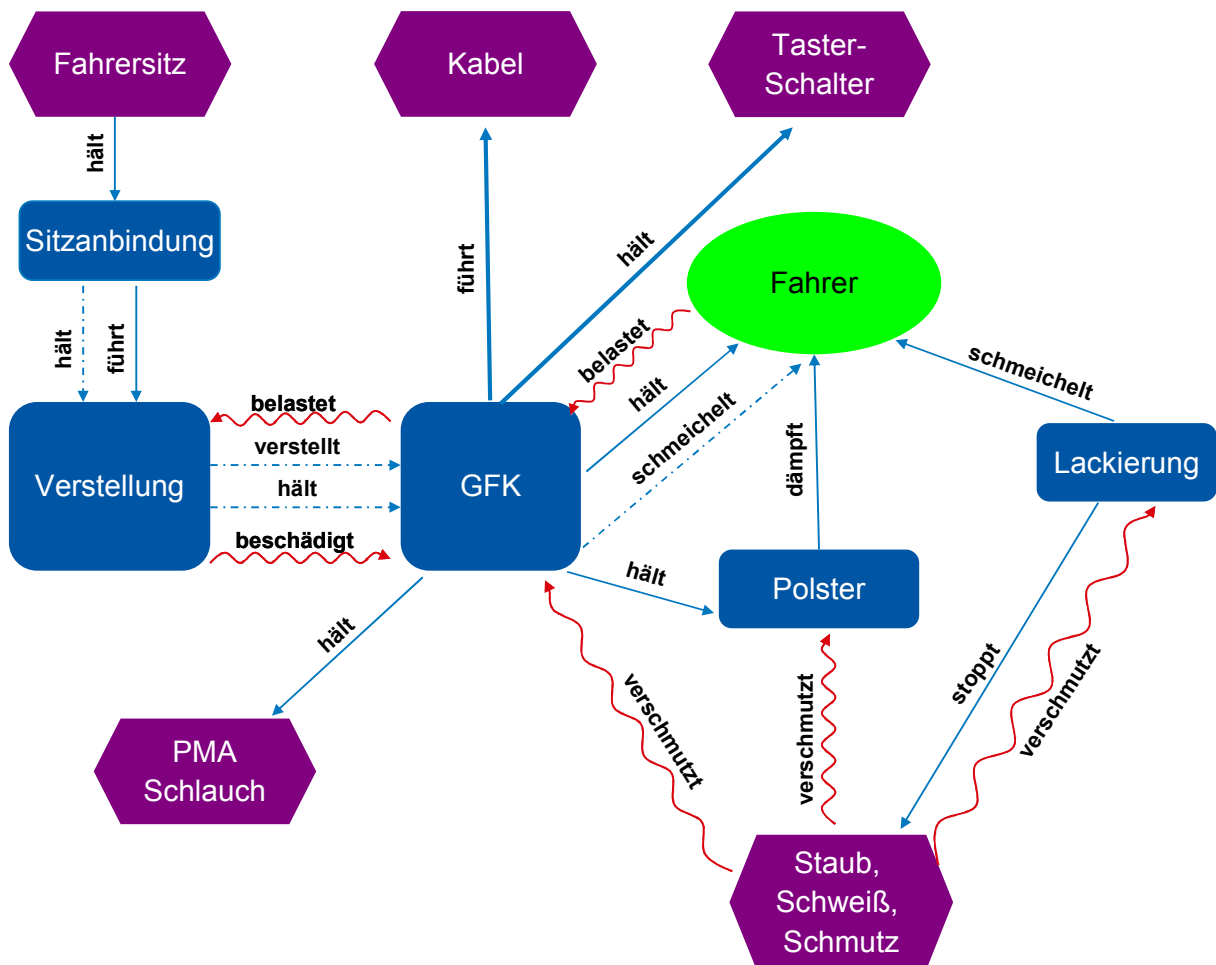 Fahrersitz
Kabel
Taster-
Schalter
hält
Sitzanbindung
führt
hält
Fahrer
hält
führt
belastet
hält
schmeichelt
schmeichelt
dämpft
belastet
verstellt
hält
beschädigt
Verstellung
GFK
Lackierung
hält
Polster
hält
stoppt
verschmutzt
verschmutzt
verschmutzt
PMA
Schlauch
Staub,
Schweiß,
Schmutz